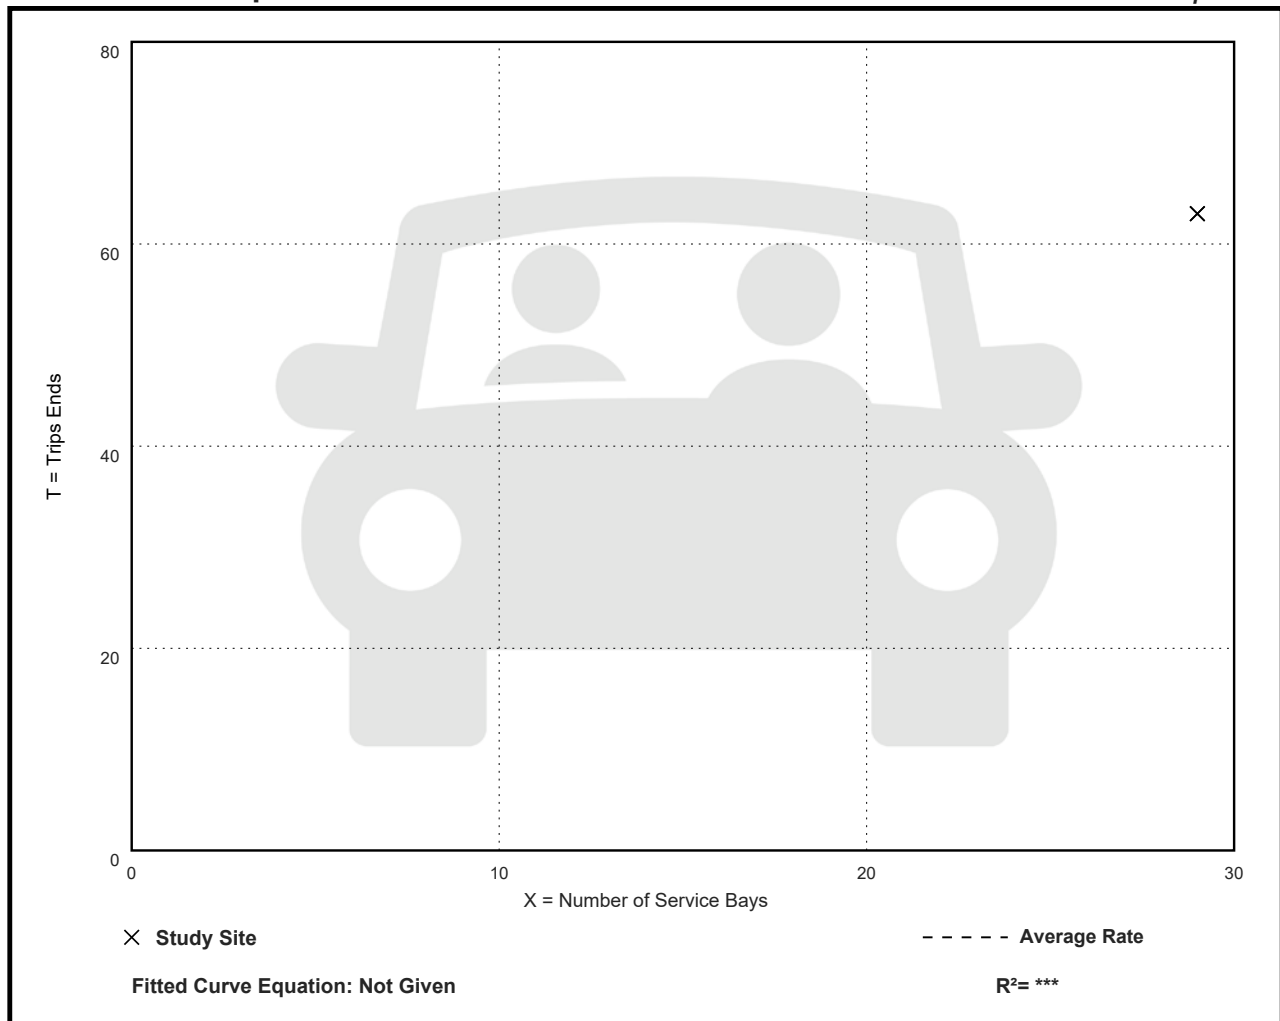 80
60
40
20
0
T = Trips Ends
0 10 20 30
X = Number of Service Bays
Study Site
Average Rate
Fitted Curve Equation: Not Given
R²= ***